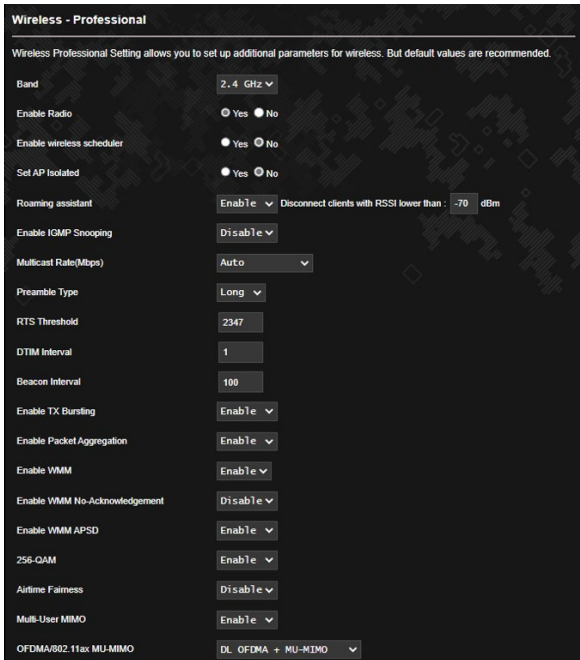 Wireless - Professional
Wireless Professional Setting allows you to set up additional parameters for wireless. But default values are recommended.
Band 2.4 GHz
Enable Radio Yes No
Enable wireless scheduler Yes No
Set AP Isolated Yes No
Roaming assistant Enable Disconnect clients with RSSI lower than : -70 dBm
Enable IGMP Snooping Disable
Multicast Rate(Mbps) Auto
Preamble Type Long
RTS Threshold 2347
DTIM Interval 1
Beacon Interval 100
Enable TX Bursting Enable
Enable Packet Aggregation Enable
Enable WMM Enable
Enable WMM No-Acknowledgement Disable
Enable WMM APSD Enable
256-QAM Enable
Airtime Fairness Disable
Multi-User MIMO Enable
OFDMA/802.11ax MU-MIMO DL OFDMA + MU-MIMO